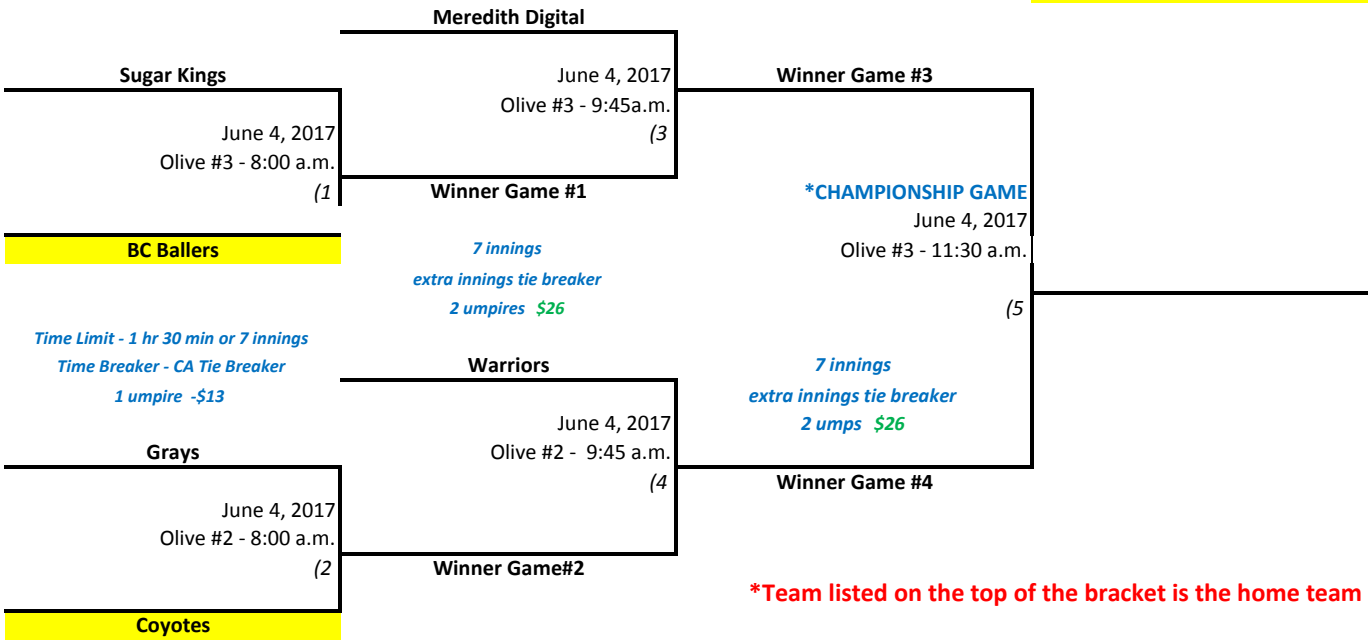 Meredith Digital
Sugar Kings
June 4, 2017
Olive #3 - 9:45a.m.
(3
Winner Game #3
June 4, 2017
Olive #3 - 8:00 a.m.
(1
Winner Game #1
*CHAMPIONSHIP GAME
June 4, 2017
Olive #3 - 11:30 a.m.
(5
BC Ballers
7 innings
extra innings tie breaker
2 umpires $26
Time Limit - 1 hr 30 min or 7 innings
Time Breaker - CA Tie Breaker
1 umpire -$13
Warriors
7 innings
extra innings tie breaker
2 umps $26
June 4, 2017
Olive #2 - 9:45 a.m.
(4
Grays
Winner Game #4
June 4, 2017
Olive #2 - 8:00 a.m.
(2
Winner Game#2
*Team listed on the top of the bracket is the home team
Coyotes